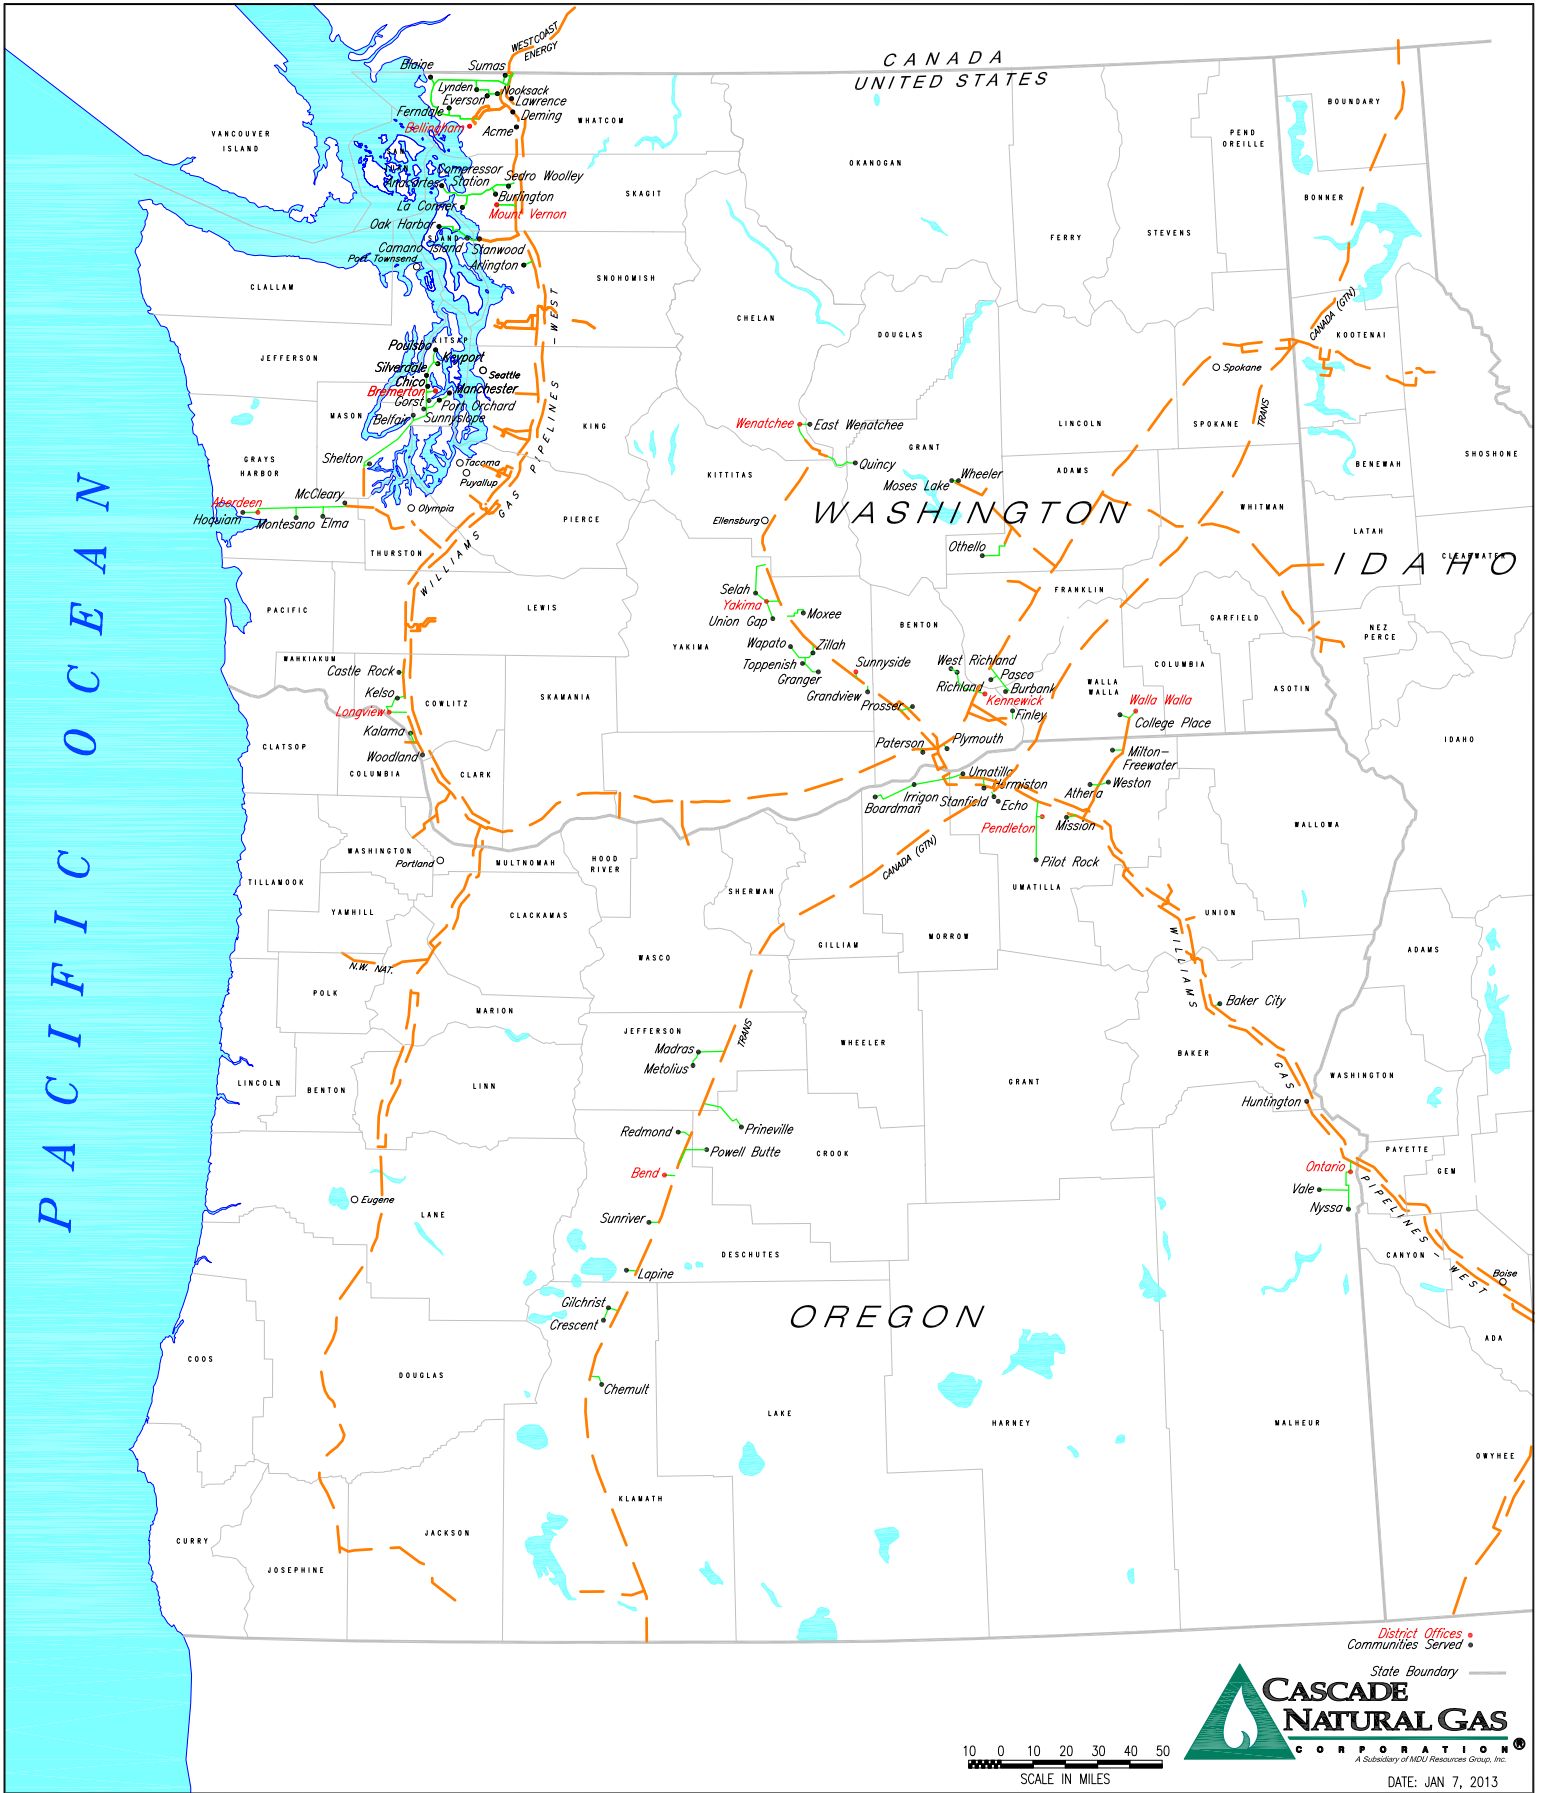 WESTCOAST
ENERGY
CANADA
UNITED STATES
Blaine
Sumas
Lynden
Nooksack
Everson
Lawrence
Ferndale
Deming
Bellingham
Acme
WHATCOM
VANCOUVER
ISLAND
SAN
JUAN
Compressor
Station
Anacortes
Sedro Woolley
Burlington
SKAGIT
La Conner
Mount Vernon
Oak Harbor
ISLAND
Camano Island
Stanwood
Port Townsend
Arlington
SNOHOMISH
CLALLAM
OKANOGAN
FERRY
STEVENS
PEND
OREILLE
BOUNDARY
BONNER
CHELAN
DOUGLAS
CANADA (GTN)
KOOTENAI
JEFFERSON
KITSAP
Poulsbo
Keyport
Silverdale
Seattle
Chico
Bremerton
Manchester
Gorst
Port Orchard
MASON
Belfair
Sunnyslope
KING
WILLIAMS GAS PIPELINES -WEST
Spokane
TRANS
Wenatchee
East Wenatchee
GRANT
LINCOLN
SPOKANE
Shelton
Tacoma
Puyallup
GRAYS
HARBOR
KITTITAS
Quincy
Wheeler
Moses Lake
ADAMS
BENEWAH
SHOSHONE
Aberdeen
McCleary
Hoquiam
Montesano
Elma
Olympia
PIERCE
Ellensburg
WASHINGTON
WHITMAN
LATAH
CLEARWATER
IDAHO
Othello
THURSTON
PACIFIC
LEWIS
Selah
Yakima
Moxee
Union Gap
FRANKLIN
BENTON
GARFIELD
NEZ
PERCE
WAHKIAKUM
YAKIMA
Wapato
Zillah
Toppenish
Granger
Sunnyside
Grandview
Prosser
West Richland
Richland
Pasco
Burbank
Kennewick
Finley
WALLA
WALLA
COLUMBIA
ASOTIN
Castle Rock
Kelso
Longview
COWLITZ
SKAMANIA
Walla Walla
College Place
Kalama
Woodland
CLATSOP
COLUMBIA
CLARK
Paterson
Plymouth
Milton-
Freewater
IDAHO
Umatilla
Hermiston
Irrigon
Boardman
Stanfield
Echo
Athena
Weston
Pendleton
Mission
WALLOWA
WASHINGTON
Portland
MULTNOMAH
HOOD
RIVER
CANADA (GTN)
Pilot Rock
UMATILLA
TILLAMOOK
SHERMAN
YAMHILL
CLACKAMAS
UNION
GILLIAM
MORROW
WASCO
ADAMS
N.W. NAT.
POLK
MARION
WILLIAMS GAS PIPELINES - WEST
Baker City
JEFFERSON
Madras
Metolius
TRANS
WHEELER
BAKER
WASHINGTON
LINCOLN
BENTON
LINN
GRANT
Huntington
Redmond
Prineville
Powell Butte
CROOK
PAYETTE
GEM
Bend
Ontario
Vale
Nyssa
Eugene
LANE
Sunriver
DESCHUTES
CANYON
Boise
Lapine
Gilchrist
Crescent
OREGON
ADA
COOS
DOUGLAS
Chemult
LAKE
HARNEY
MALHEUR
OWYHEE
KLAMATH
CURRY
JACKSON
JOSEPHINE
PACIFIC OCEAN
District Offices
Communities Served
State Boundary
CASCADE
NATURAL GAS
CORPORATION ®
A Subsidiary of MDU Resources Group, Inc.
10 0 10 20 30 40 50
SCALE IN MILES
DATE: JAN 7, 2013